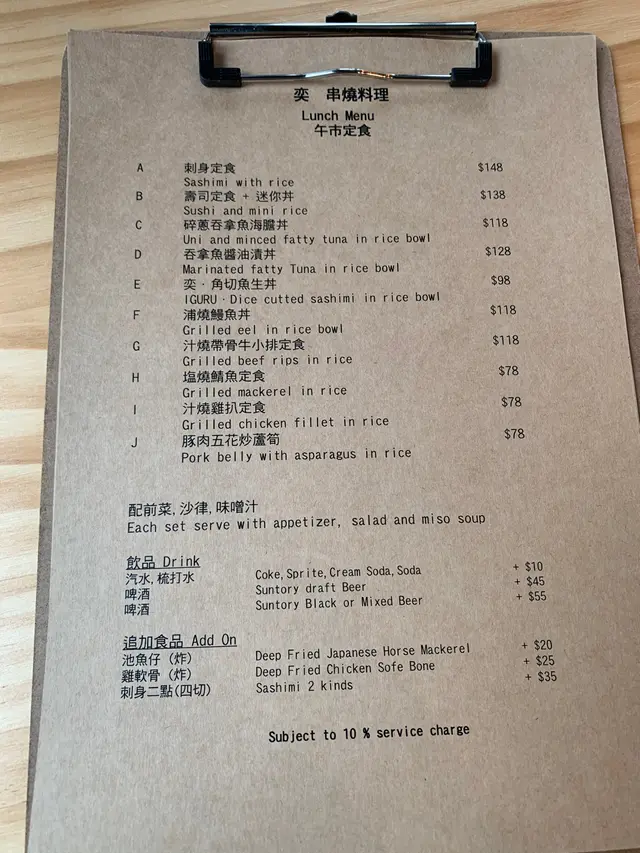 奕 串燒料理
Lunch Menu
午市定食
A 刺身定食 $148
Sashimi with rice
B 壽司定食 + 迷你丼 $138
Sushi and mini rice
C 碎蔥吞拿魚海膽丼 $118
Uni and minced fatty tuna in rice bowl
D 吞拿魚醬油漬丼 $128
Marinated fatty Tuna in rice bowl
E 奕·角切魚生丼 $98
IGURU·Dice cutted sashimi in rice bowl
F 浦燒鰻魚丼 $118
Grilled eel in rice bowl
G 汁燒帶骨牛小排定食 $118
Grilled beef rips in rice
H 塩燒鯖魚定食 $78
Grilled mackerel in rice
I 汁燒雞扒定食 $78
Grilled chicken fillet in rice
J 豚肉五花炒蘆筍 $78
Pork belly with asparagus in rice
配前菜,沙律,味噌汁
Each set serve with appetizer, salad and miso soup
飲品 Drink
汽水,梳打水 Coke,Sprite,Cream Soda,Soda + $10
啤酒 Suntory draft Beer + $45
啤酒 Suntory Black or Mixed Beer + $55
追加食品 Add On
池魚仔 (炸) Deep Fried Japanese Horse Mackerel + $20
雞軟骨 (炸) Deep Fried Chicken Sofe Bone + $25
刺身二點(四切) Sashimi 2 kinds + $35
Subject to 10 % service charge